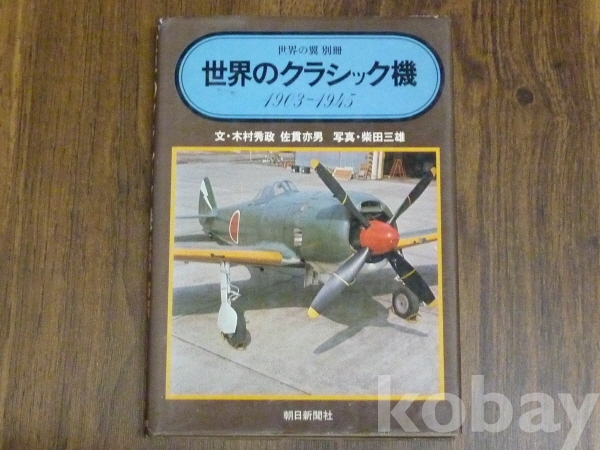 世界の翼 別冊
世界のクラシック機
1903-1945
文・木村秀政 佐貫亦男 写真・柴田三雄
朝日新聞社
kobay